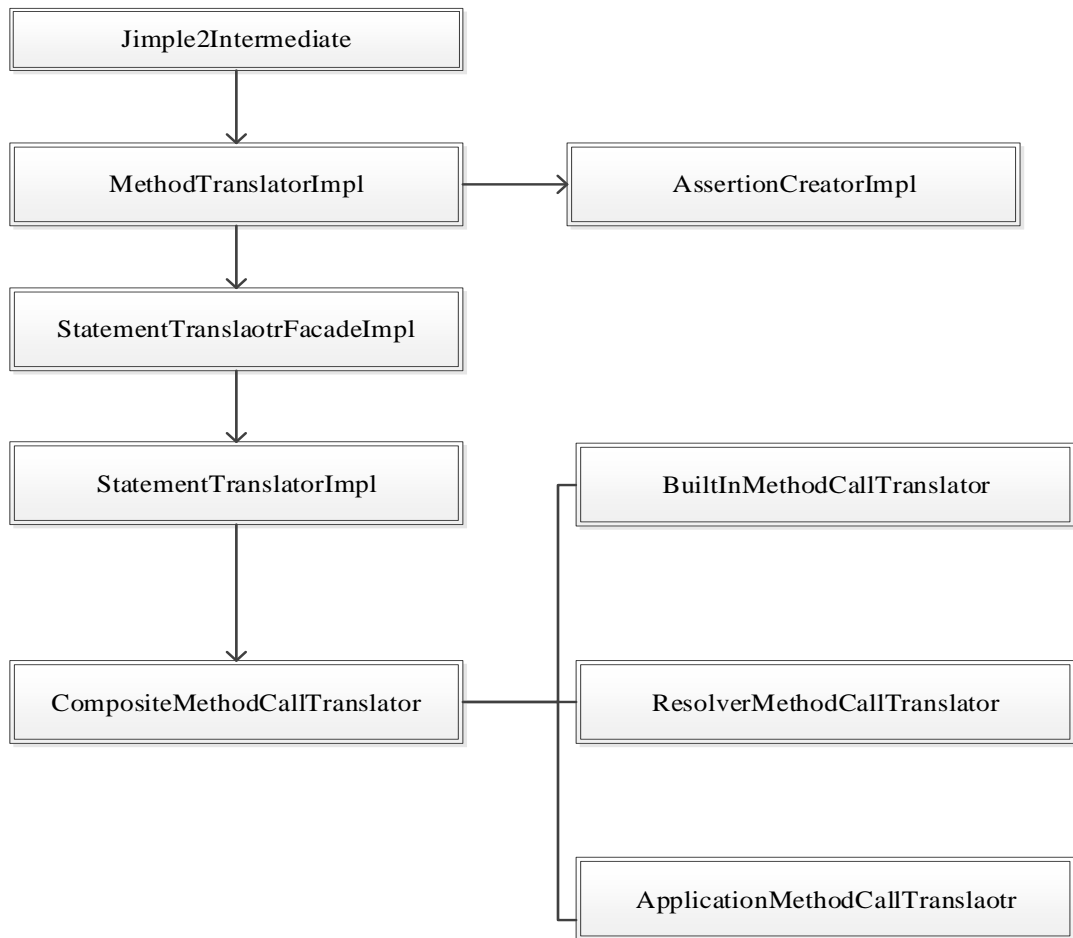 Jimple2Intermediate
MethodTranslatorImpl
AssertionCreatorImpl
StatementTranslaotrFacadeImpl
StatementTranslatorImpl
BuiltInMethodCallTranslator
CompositeMethodCallTranslator
ResolverMethodCallTranslator
ApplicationMethodCallTranslaotr